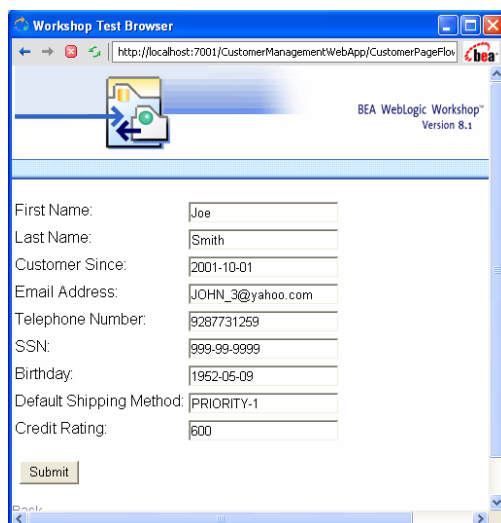 Workshop Test Browser
http://localhost:7001/CustomerManagementWebApp/CustomerPageFlow
bea
BEA WebLogic Workshop™
Version 8.1
First Name: Joe
Last Name: Smith
Customer Since: 2001-10-01
Email Address: JOHN_3@yahoo.com
Telephone Number: 9287731259
SSN: 999-99-9999
Birthday: 1952-05-09
Default Shipping Method: PRIORITY-1
Credit Rating: 600
Submit
Back